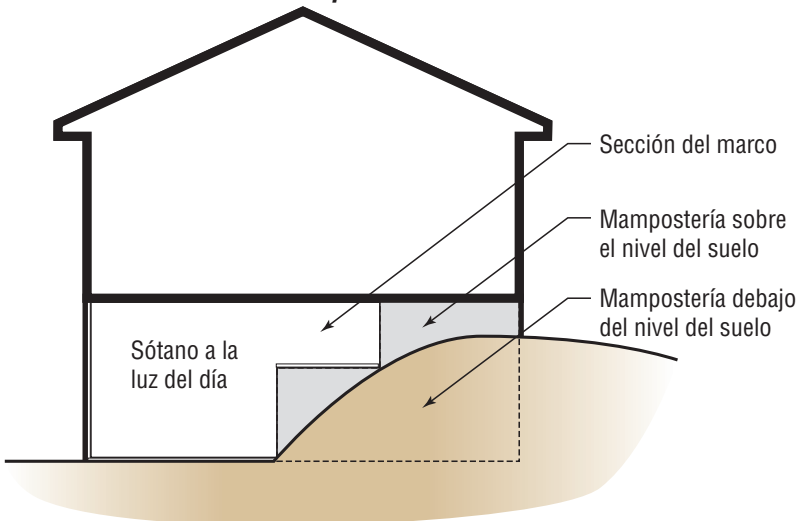 Sección del marco
Mampostería sobre
el nivel del suelo
Mampostería debajo
del nivel del suelo
Sótano a la
luz del día